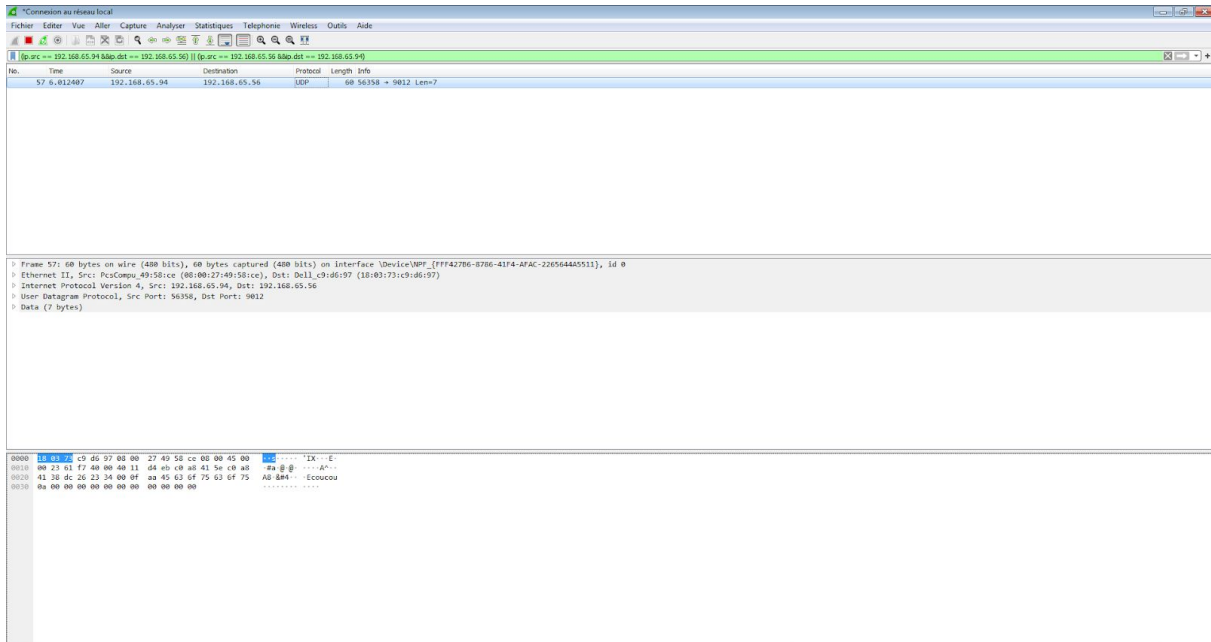 *Connexion au réseau local
Fichier Editer Vue Aller Capture Analyser Statistiques Telephonie Wireless Outils Aide
(ip.src == 192.168.65.94 &&ip.dst == 192.168.65.56) || (ip.src == 192.168.65.56 &&ip.dst == 192.168.65.94)
No. Time Source Destination Protocol Length Info
57 6.012407 192.168.65.94 192.168.65.56 UDP 60 56358 → 9012 Len=7
Frame 57: 60 bytes on wire (480 bits), 60 bytes captured (480 bits) on interface \Device\NPF_{FFF427B6-8786-41F4-AFAC-2265644A5511}, id 0
Ethernet II, Src: PcsCompu_49:58:ce (08:00:27:49:58:ce), Dst: Dell_c9:d6:97 (18:03:73:c9:d6:97)
Internet Protocol Version 4, Src: 192.168.65.94, Dst: 192.168.65.56
User Datagram Protocol, Src Port: 56358, Dst Port: 9012
Data (7 bytes)
0000 18 03 73 c9 d6 97 08 00 27 49 58 ce 08 00 45 00 ··s····· 'IX···E·
0010 00 23 61 f7 40 00 40 11 d4 eb c0 a8 41 5e c0 a8 ·#a·@·@· ····A^··
0020 41 38 dc 26 23 34 00 0f aa 45 63 6f 75 63 6f 75 A8·&#4·· ·Ecoucou
0030 0a 00 00 00 00 00 00 00 00 00 00 00 ········ ····